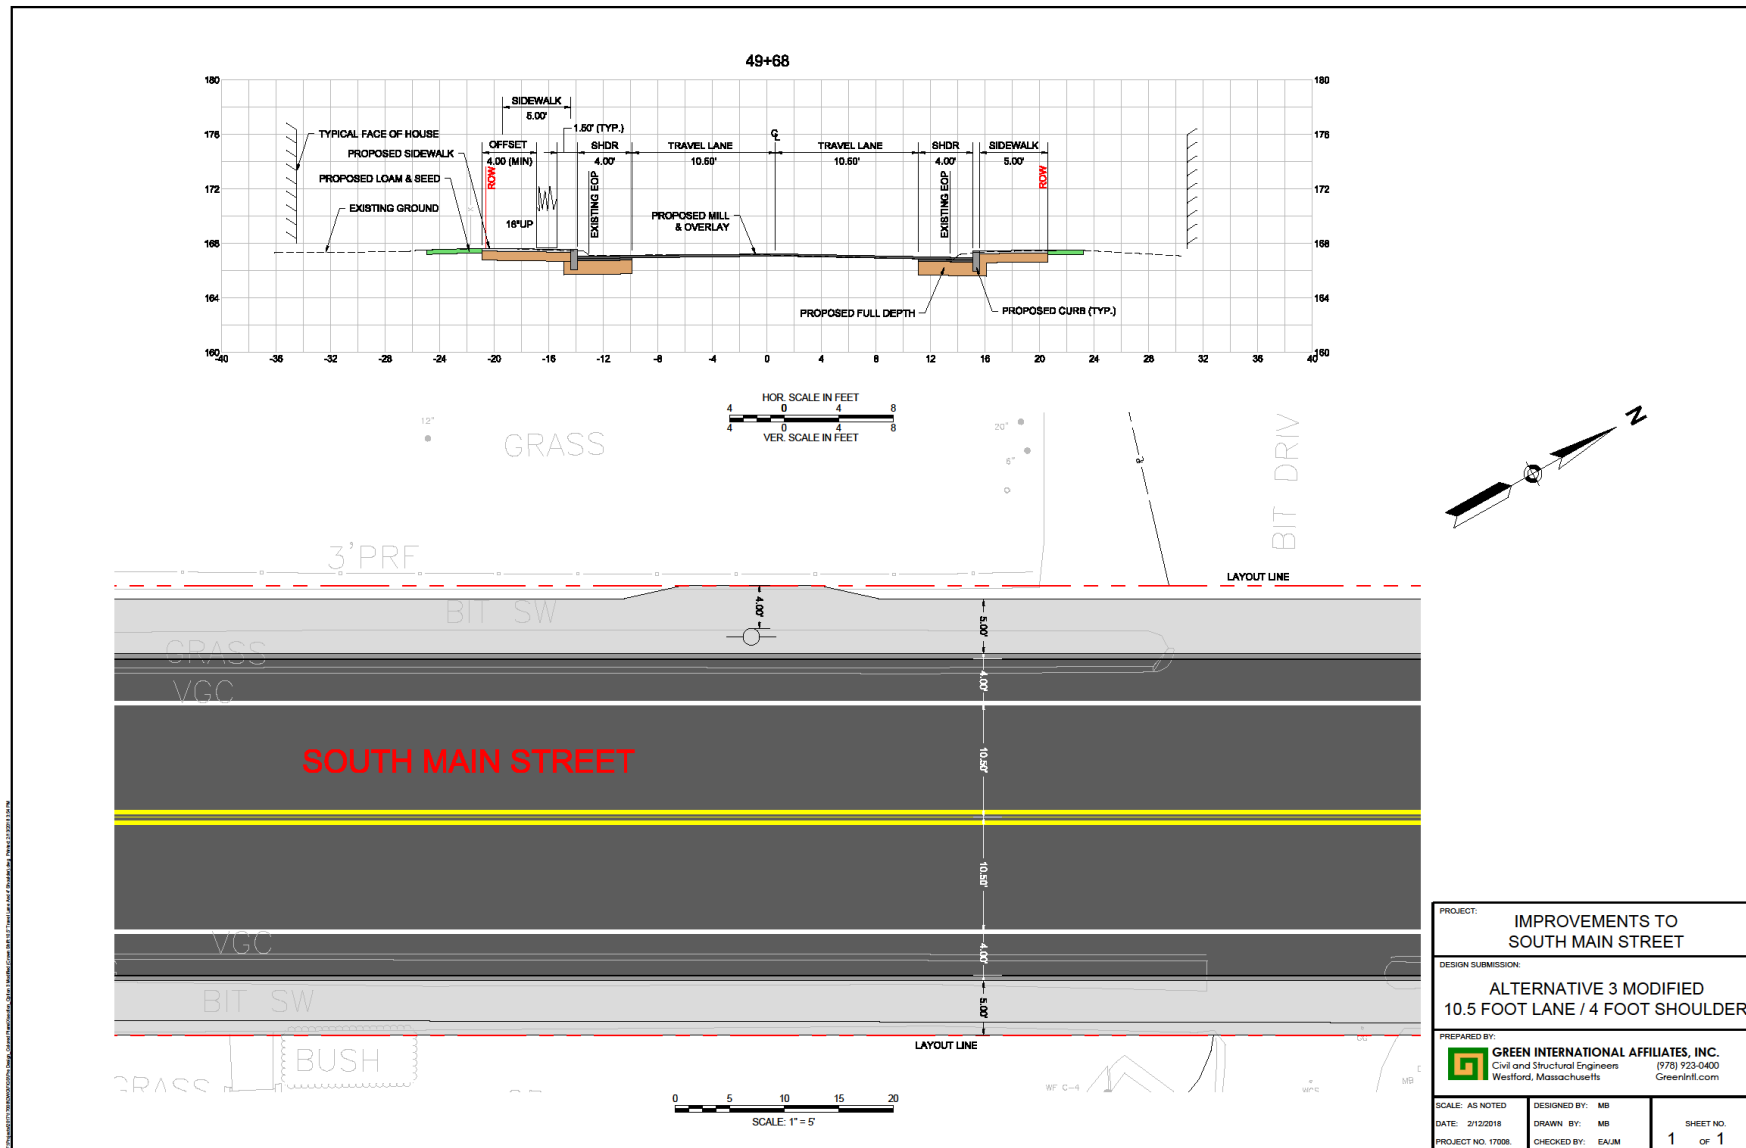 49+68
180
180
SIDEWALK
5.00'
1.50' (TYP.)
176
176
TYPICAL FACE OF HOUSE
OFFSET
SHDR
TRAVEL LANE
TRAVEL LANE
SHDR
SIDEWALK
PROPOSED SIDEWALK
4.00 (MIN)
4.00'
10.50'
10.50'
4.00'
5.00'
PROPOSED LOAM & SEED
ROW
EXISTING EOP
EXISTING EOP
ROW
172
172
EXISTING GROUND
16"UP
PROPOSED MILL
& OVERLAY
168
168
164
164
PROPOSED FULL DEPTH
PROPOSED CURB (TYP.)
160
160
-40 -36 -32 -28 -24 -20 -16 -12 -8 -4 0 4 8 12 16 20 24 28 32 36 40
HOR. SCALE IN FEET
4 0 4 8
4 0 4 8
VER. SCALE IN FEET
12"
GRASS
20"
6"
BIT DRIV
N
3'PRF
LAYOUT LINE
BIT SW
4.00'
5.00'
GRASS
VGC
4.00'
SOUTH MAIN STREET
10.50'
10.50'
VGC
4.00'
BIT SW
5.00'
LAYOUT LINE
BUSH
GRASS
WF C-4
MB
0 5 10 15 20
SCALE: 1" = 5'
PROJECT:
IMPROVEMENTS TO
SOUTH MAIN STREET
DESIGN SUBMISSION:
ALTERNATIVE 3 MODIFIED
10.5 FOOT LANE / 4 FOOT SHOULDER
PREPARED BY:
GREEN INTERNATIONAL AFFILIATES, INC.
Civil and Structural Engineers (978) 923-0400
Westford, Massachusetts GreenIntl.com
SCALE: AS NOTED
DESIGNED BY: MB
DATE: 2/12/2018
DRAWN BY: MB
SHEET NO.
PROJECT NO. 17008.
CHECKED BY: EA/JM
1 OF 1